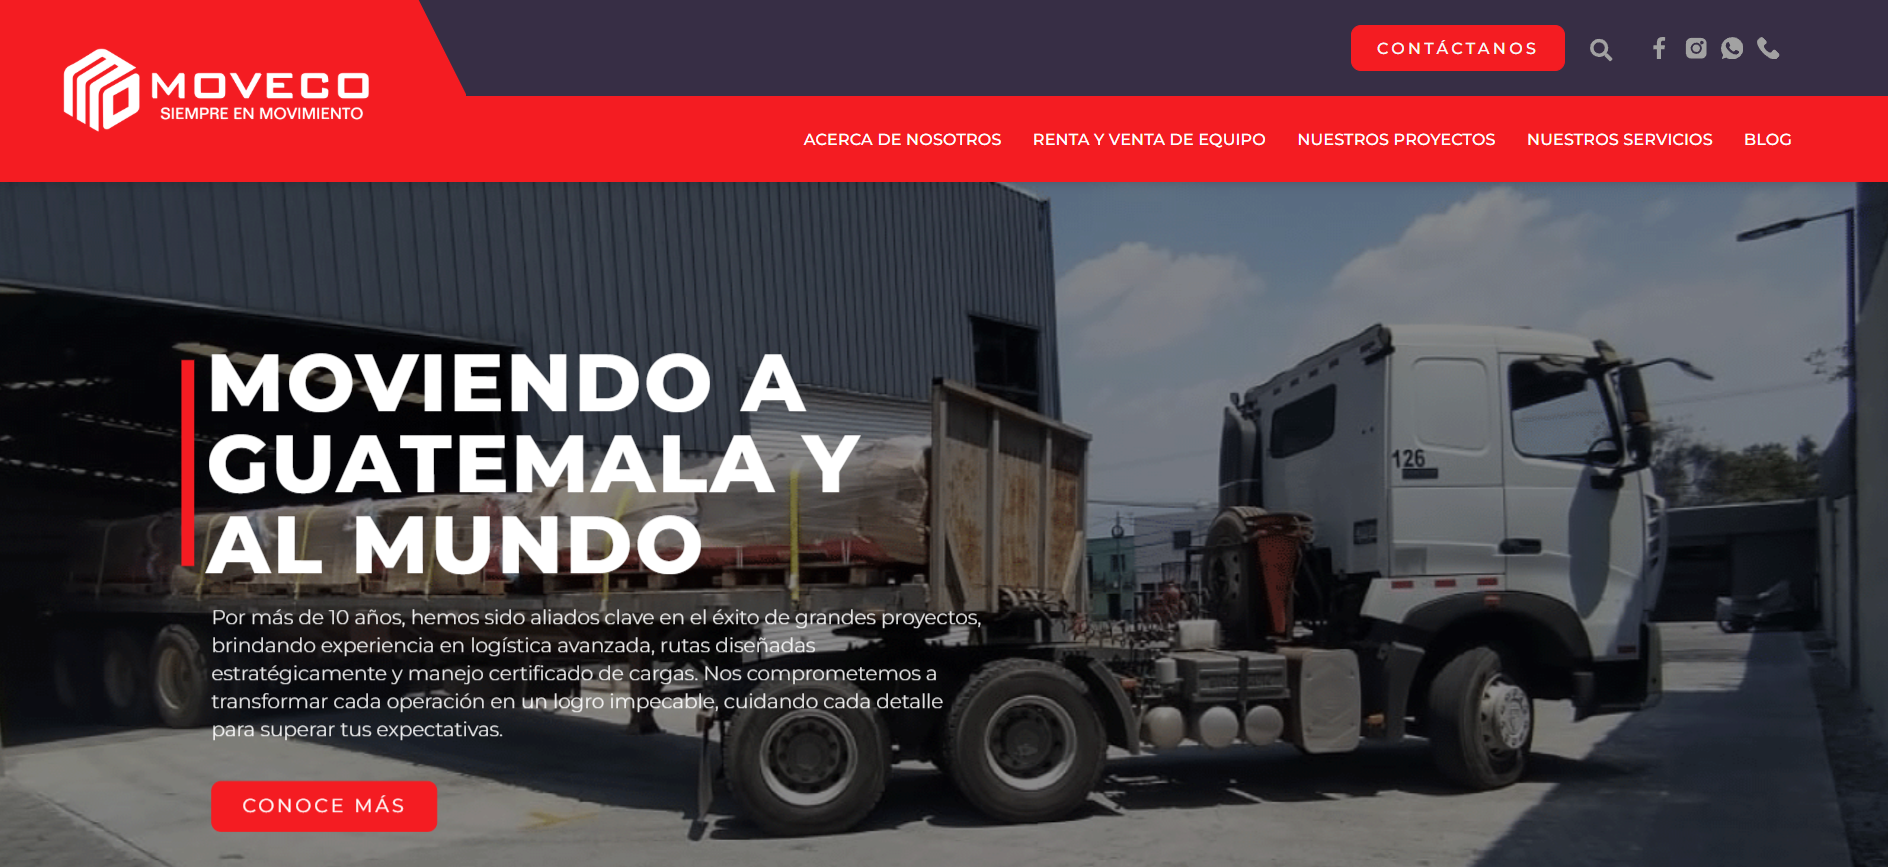 CONTÁCTANOS
MOVECO
SIEMPRE EN MOVIMIENTO
ACERCA DE NOSOTROS RENTA Y VENTA DE EQUIPO NUESTROS PROYECTOS NUESTROS SERVICIOS BLOG
MOVIENDO A
GUATEMALA Y
AL MUNDO
126
Por más de 10 años, hemos sido aliados clave en el éxito de grandes proyectos,
brindando experiencia en logística avanzada, rutas diseñadas
estratégicamente y manejo certificado de cargas. Nos comprometemos a
transformar cada operación en un logro impecable, cuidando cada detalle
para superar tus expectativas.
CONOCE MÁS